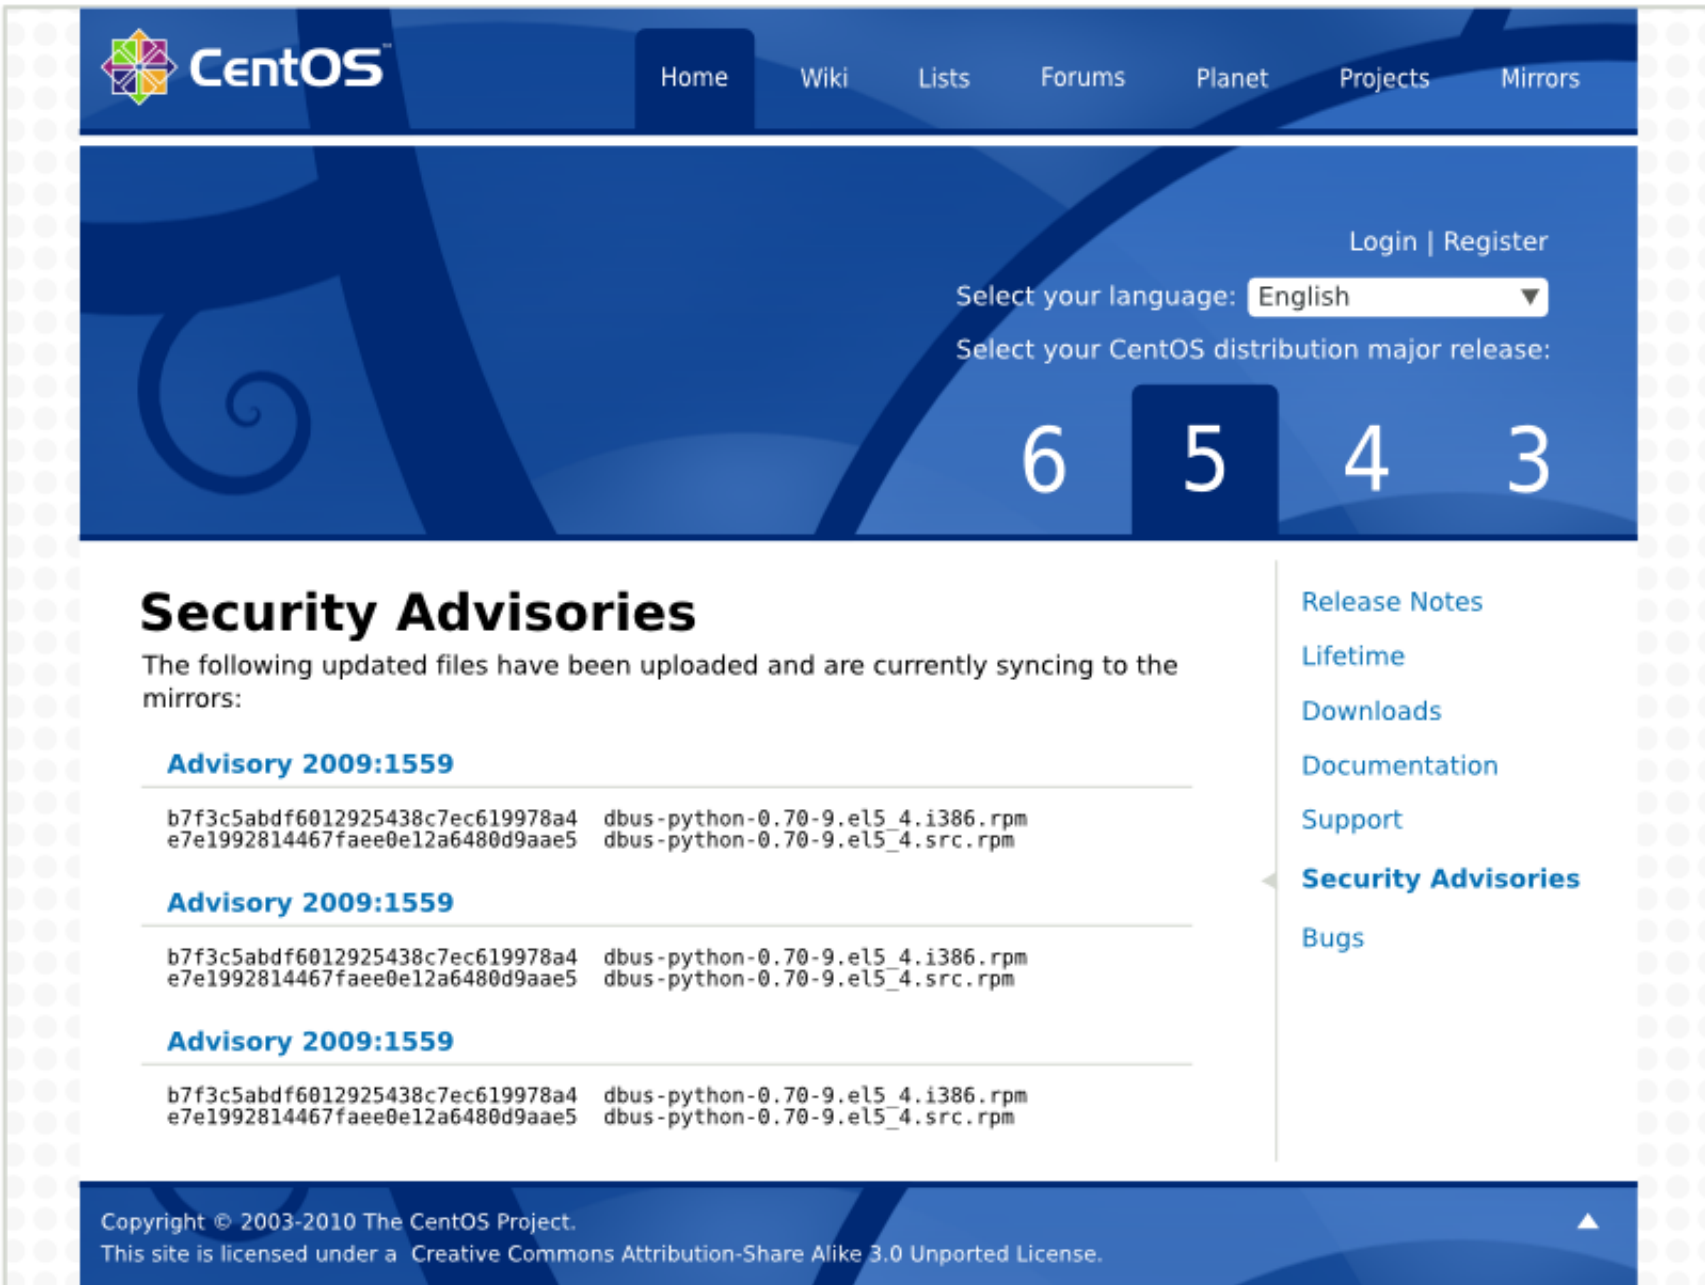 CentOS™
Home Wiki Lists Forums Planet Projects Mirrors
Login | Register
Select your language: English ▼
Select your CentOS distribution major release:
6 5 4 3
Security Advisories
The following updated files have been uploaded and are currently syncing to the
mirrors:
Advisory 2009:1559
b7f3c5abdf6012925438c7ec619978a4 dbus-python-0.70-9.el5_4.i386.rpm
e7e1992814467faee0e12a6480d9aae5 dbus-python-0.70-9.el5_4.src.rpm
Advisory 2009:1559
b7f3c5abdf6012925438c7ec619978a4 dbus-python-0.70-9.el5_4.i386.rpm
e7e1992814467faee0e12a6480d9aae5 dbus-python-0.70-9.el5_4.src.rpm
Advisory 2009:1559
b7f3c5abdf6012925438c7ec619978a4 dbus-python-0.70-9.el5_4.i386.rpm
e7e1992814467faee0e12a6480d9aae5 dbus-python-0.70-9.el5_4.src.rpm
Release Notes
Lifetime
Downloads
Documentation
Support
Security Advisories
Bugs
Copyright © 2003-2010 The CentOS Project.
This site is licensed under a Creative Commons Attribution-Share Alike 3.0 Unported License.